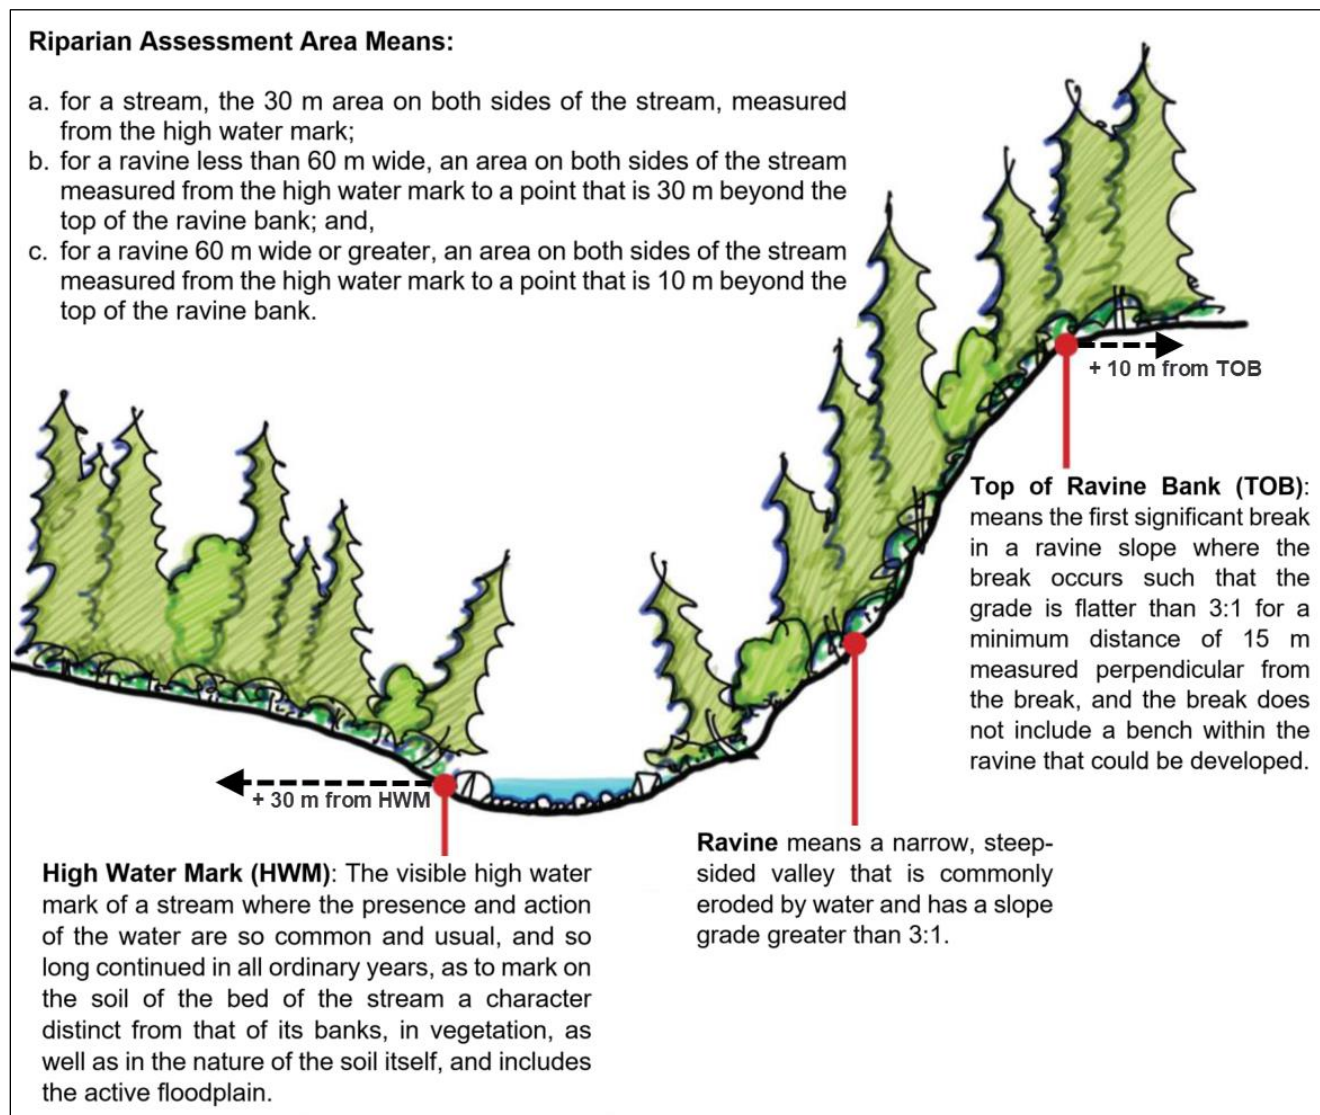 Riparian Assessment Area Means:
a. for a stream, the 30 m area on both sides of the stream, measured
from the high water mark;
b. for a ravine less than 60 m wide, an area on both sides of the stream
measured from the high water mark to a point that is 30 m beyond the
top of the ravine bank; and,
c. for a ravine 60 m wide or greater, an area on both sides of the stream
measured from the high water mark to a point that is 10 m beyond the
top of the ravine bank.
+ 10 m from TOB
Top of Ravine Bank (TOB):
means the first significant break
in a ravine slope where the
break occurs such that the
grade is flatter than 3:1 for a
minimum distance of 15 m
measured perpendicular from
the break, and the break does
not include a bench within the
ravine that could be developed.
+ 30 m from HWM
Ravine means a narrow, steep-
sided valley that is commonly
eroded by water and has a slope
grade greater than 3:1.
High Water Mark (HWM): The visible high water
mark of a stream where the presence and action
of the water are so common and usual, and so
long continued in all ordinary years, as to mark on
the soil of the bed of the stream a character
distinct from that of its banks, in vegetation, as
well as in the nature of the soil itself, and includes
the active floodplain.